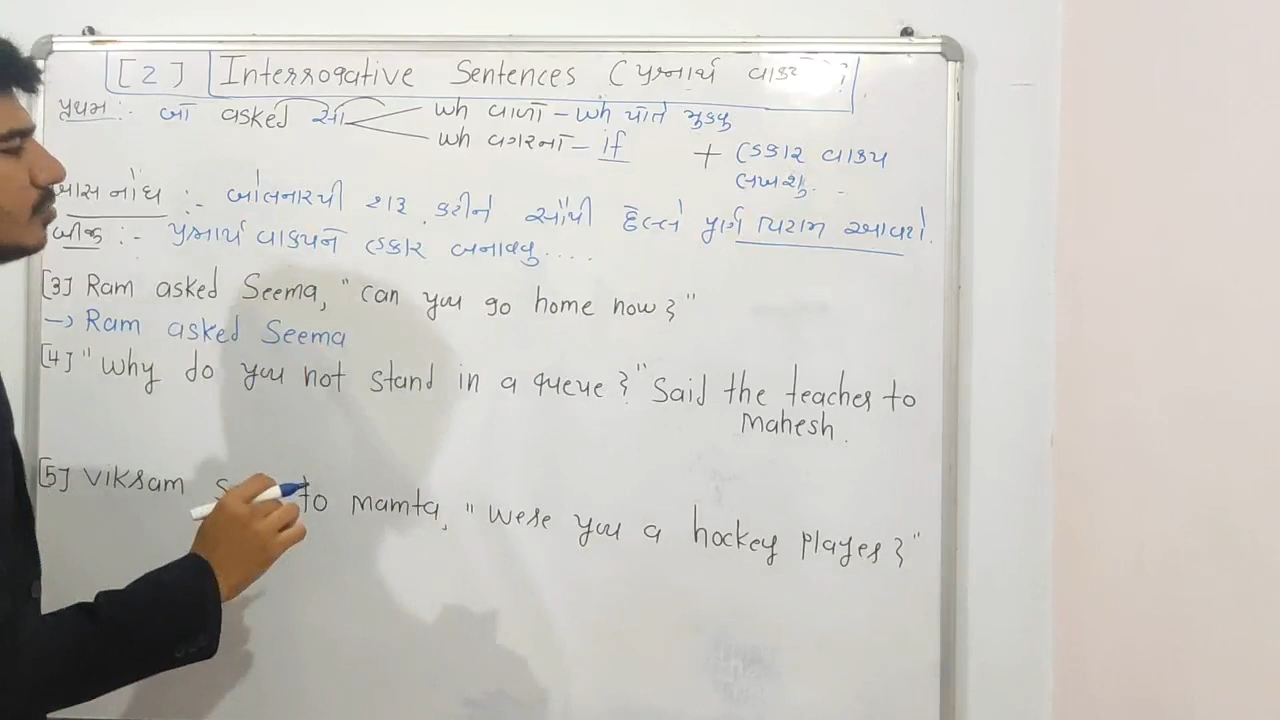 [2] Interrogative Sentences (પ્રશ્નાર્થ વાક્ય ?)
પ્રથમ :- બો asked સાં wh વાળા - wh પોતે મુકવુ
wh વગરના - if + હકાર વાક્ય
લખશુ..
ખાસ નોંધ :- બોલનારથી શરૂ કરીને સૌથી છેલ્લે પૂર્ણ વિરામ આવશે.
બીજુ :- પ્રશ્નાર્થ વાક્યને હકાર બનાવવુ....
[3] Ram asked Seema, "can you go home now?"
→ Ram asked Seema
[4] "why do you not stand in a queue?" Said the teacher to
Mahesh.
[5] Vikram to Mamta, "were you a hockey player?"